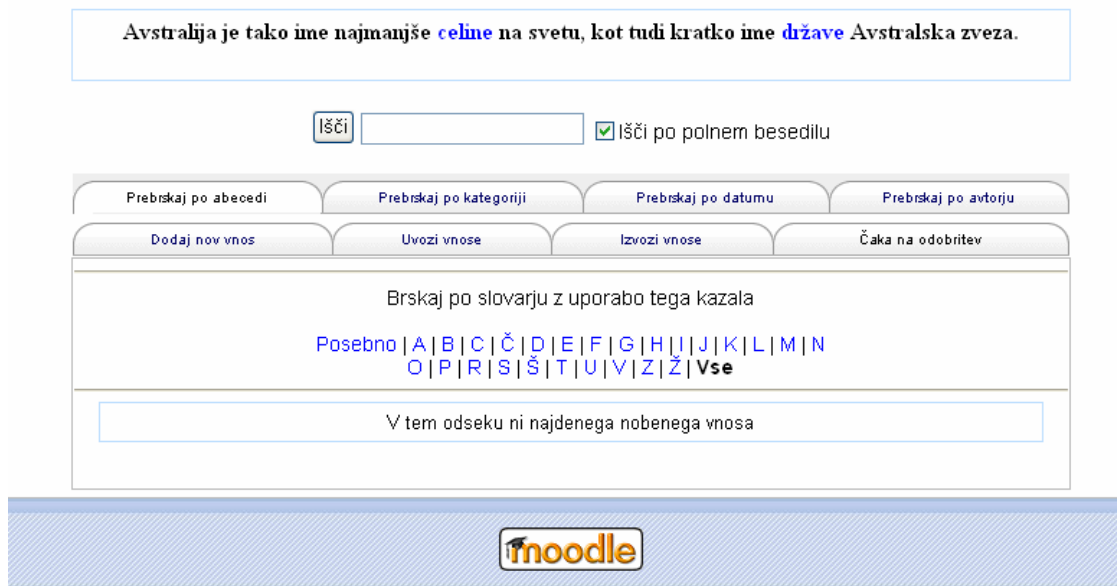 Avstralija je tako ime najmanjše celine na svetu, kot tudi kratko ime države Avstralska zveza.
Išči Išči po polnem besedilu
Prebrskaj po abecedi Prebrskaj po kategoriji Prebrskaj po datumu Prebrskaj po avtorju
Dodaj nov vnos Uvozi vnose Izvozi vnose Čaka na odobritev
Brskaj po slovarju z uporabo tega kazala
Posebno | A | B | C | Č | D | E | F | G | H | I | J | K | L | M | N
O | P | R | S | Š | T | U | V | Z | Ž | Vse
V tem odseku ni najdenega nobenega vnosa
moodle